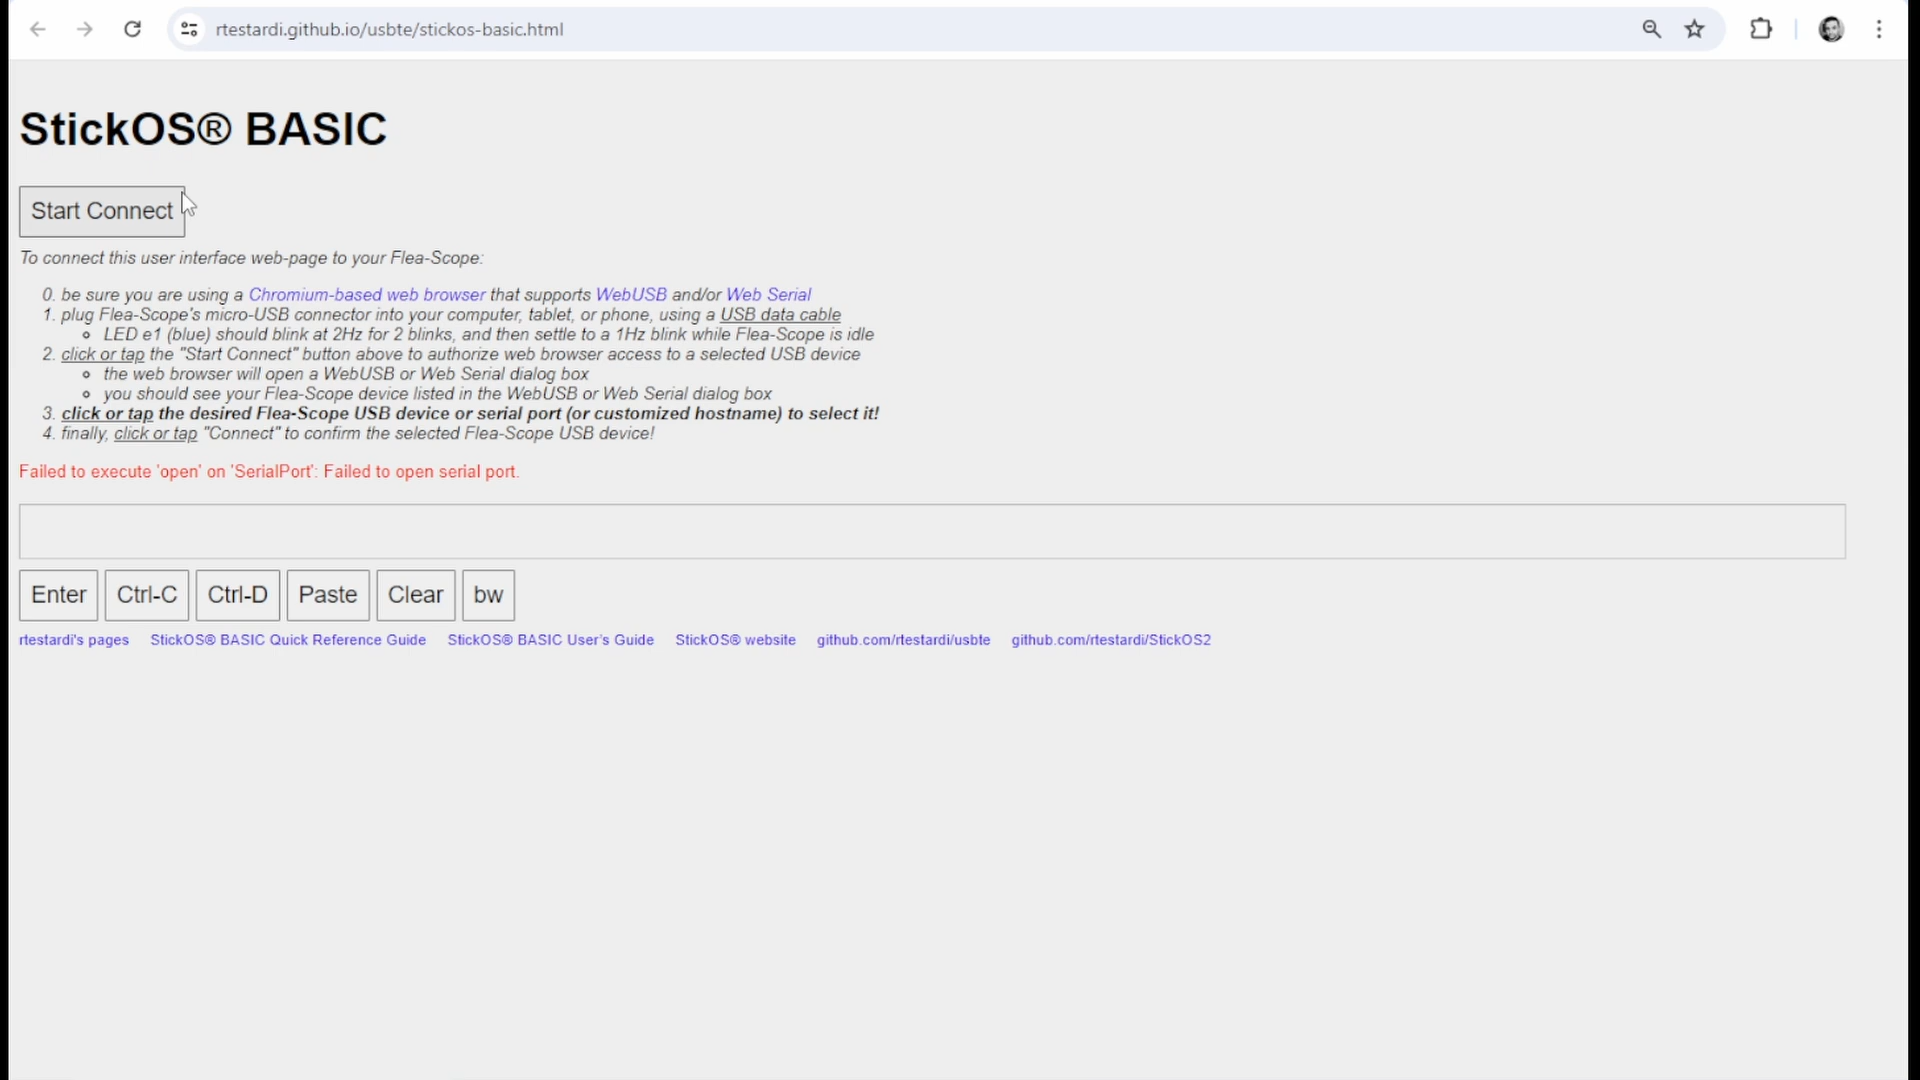 rtestardi.github.io/usbte/stickos-basic.html
StickOS® BASIC
Start Connect
To connect this user interface web-page to your Flea-Scope:
0. be sure you are using a Chromium-based web browser that supports WebUSB and/or Web Serial
1. plug Flea-Scope's micro-USB connector into your computer, tablet, or phone, using a USB data cable
LED e1 (blue) should blink at 2Hz for 2 blinks, and then settle to a 1Hz blink while Flea-Scope is idle
2. click or tap the "Start Connect" button above to authorize web browser access to a selected USB device
the web browser will open a WebUSB or Web Serial dialog box
you should see your Flea-Scope device listed in the WebUSB or Web Serial dialog box
3. click or tap the desired Flea-Scope USB device or serial port (or customized hostname) to select it!
4. finally, click or tap "Connect" to confirm the selected Flea-Scope USB device!
Failed to execute 'open' on 'SerialPort': Failed to open serial port.
Enter Ctrl-C Ctrl-D Paste Clear bw
rtestardi's pages StickOS® BASIC Quick Reference Guide StickOS® BASIC User's Guide StickOS® website github.com/rtestardi/usbte github.com/rtestardi/StickOS2